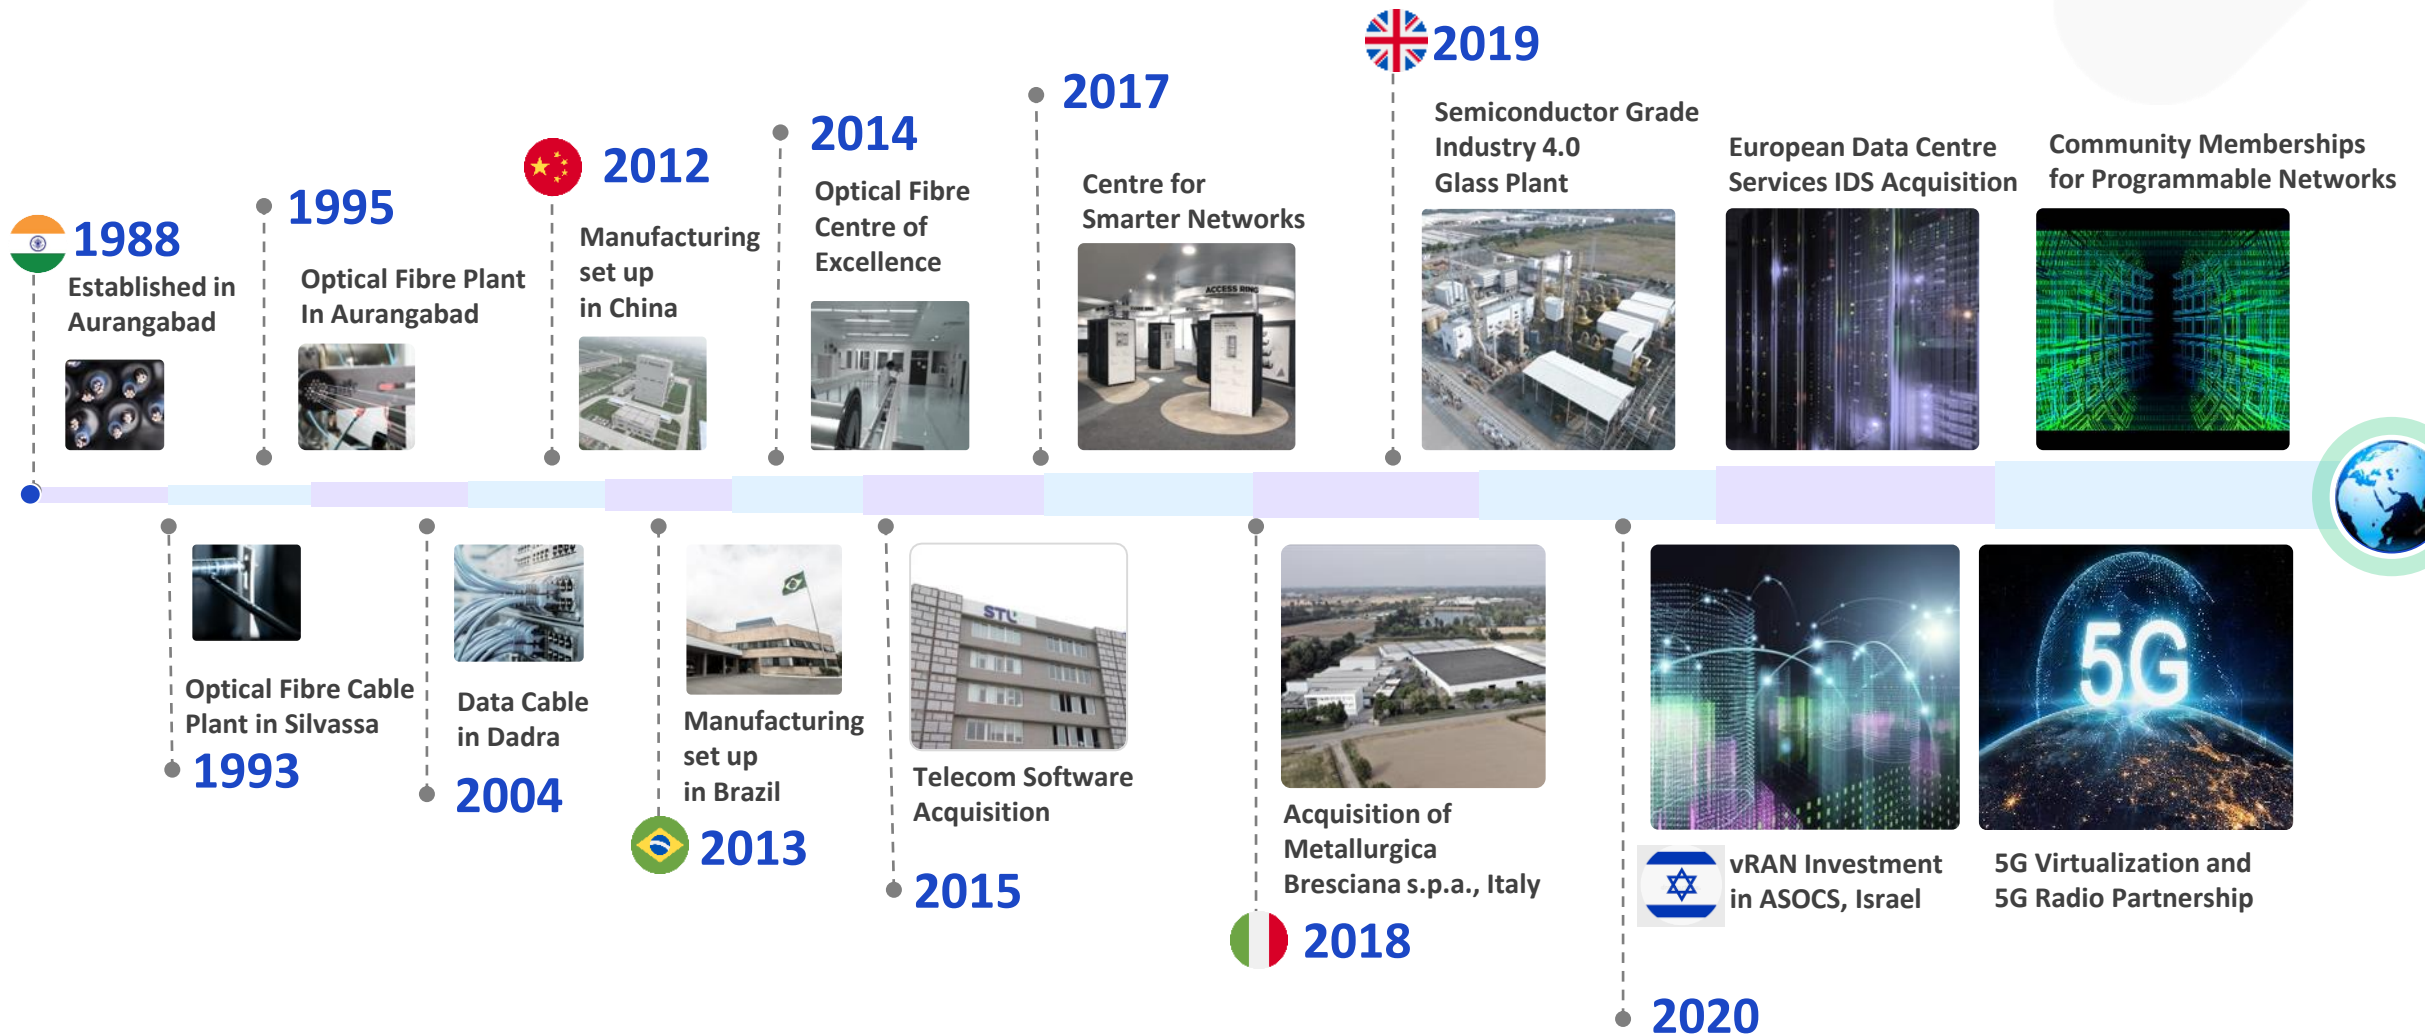 1988
Established in
Aurangabad
1995
Optical Fibre Plant
In Aurangabad
2012
Manufacturing
set up
in China
2014
Optical Fibre
Centre of
Excellence
2017
Centre for
Smarter Networks
ACCESS RING
2019
Semiconductor Grade
Industry 4.0
Glass Plant
European Data Centre
Services IDS Acquisition
Community Memberships
for Programmable Networks
Optical Fibre Cable
Plant in Silvassa
1993
Data Cable
in Dadra
2004
Manufacturing
set up
in Brazil
2013
STL
Telecom Software
Acquisition
2015
Acquisition of
Metallurgica
Bresciana s.p.a., Italy
2018
vRAN Investment
in ASOCS, Israel
2020
5G
5G Virtualization and
5G Radio Partnership